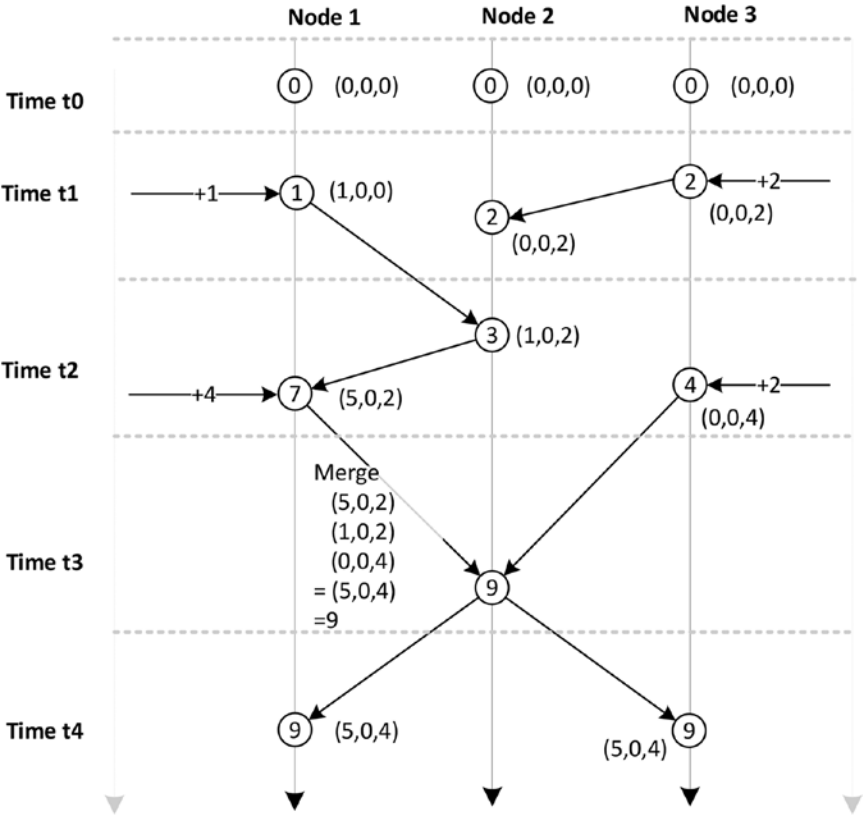 Node 1 Node 2 Node 3
Time t0 0 (0,0,0) 0 (0,0,0) 0 (0,0,0)
Time t1 +1 1 (1,0,0) 2 +2
2 (0,0,2)
(0,0,2)
3 (1,0,2)
Time t2
+4 7 (5,0,2) 4 +2
(0,0,4)
Merge
(5,0,2)
(1,0,2)
(0,0,4)
= (5,0,4)
=9
Time t3
9
Time t4 9 (5,0,4) 9
(5,0,4)